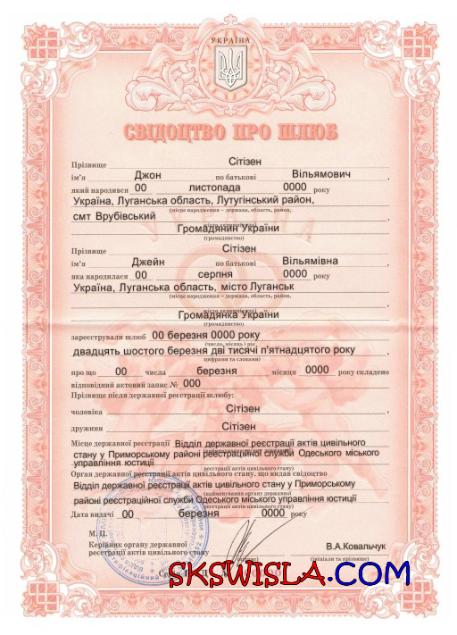 УКРАЇНА
СВІДОЦТВО ПРО ШЛЮБ
Прізвище Сітізен
ім'я Джон по батькові Вільямович
який народився 00 листопада 0000 року
Україна, Луганська область, Лутугінський район,
(місце народження – держава, область, район,
смт Врубівський
Громадянин України
(громадянство)
Прізвище Сітізен
ім'я Джейн по батькові Вільямівна
яка народилася 00 серпня 0000 року
Україна, Луганська область, місто Луганськ
(місце народження – держава, область, район,
Громадянка України
(громадянство)
зареєстрували шлюб 00 березня 0000 року
(число, місяць і рік
двадцять шостого березня дві тисячі п'ятнадцятого року
цифрами та словами)
про що 00 числа березня місяця 0000 року складено
відповідний актовий запис № 000
Прізвище після державної реєстрації шлюбу:
чоловіка Сітізен
дружини Сітізен
Місце державної реєстрації Відділ державної реєстрації актів цивільного
стану у Приморському районі реєстраційної служби Одеського міського
управління юстиції
реєстрації актів цивільного стану)
Орган державної реєстрації актів цивільного стану, що видав свідоцтво
Відділ державної реєстрації актів цивільного стану у Приморському
(найменування органу державної
районі реєстраційної служби Одеського міського управління юстиції
реєстрації актів цивільного стану)
Дата видачі 00 березня 0000 року
М. П.
Керівник органу державної
реєстрації актів цивільного стану
(підпис)
В.А.Ковальчук
(ініціали та прізвище)
SKSWISLA.COM